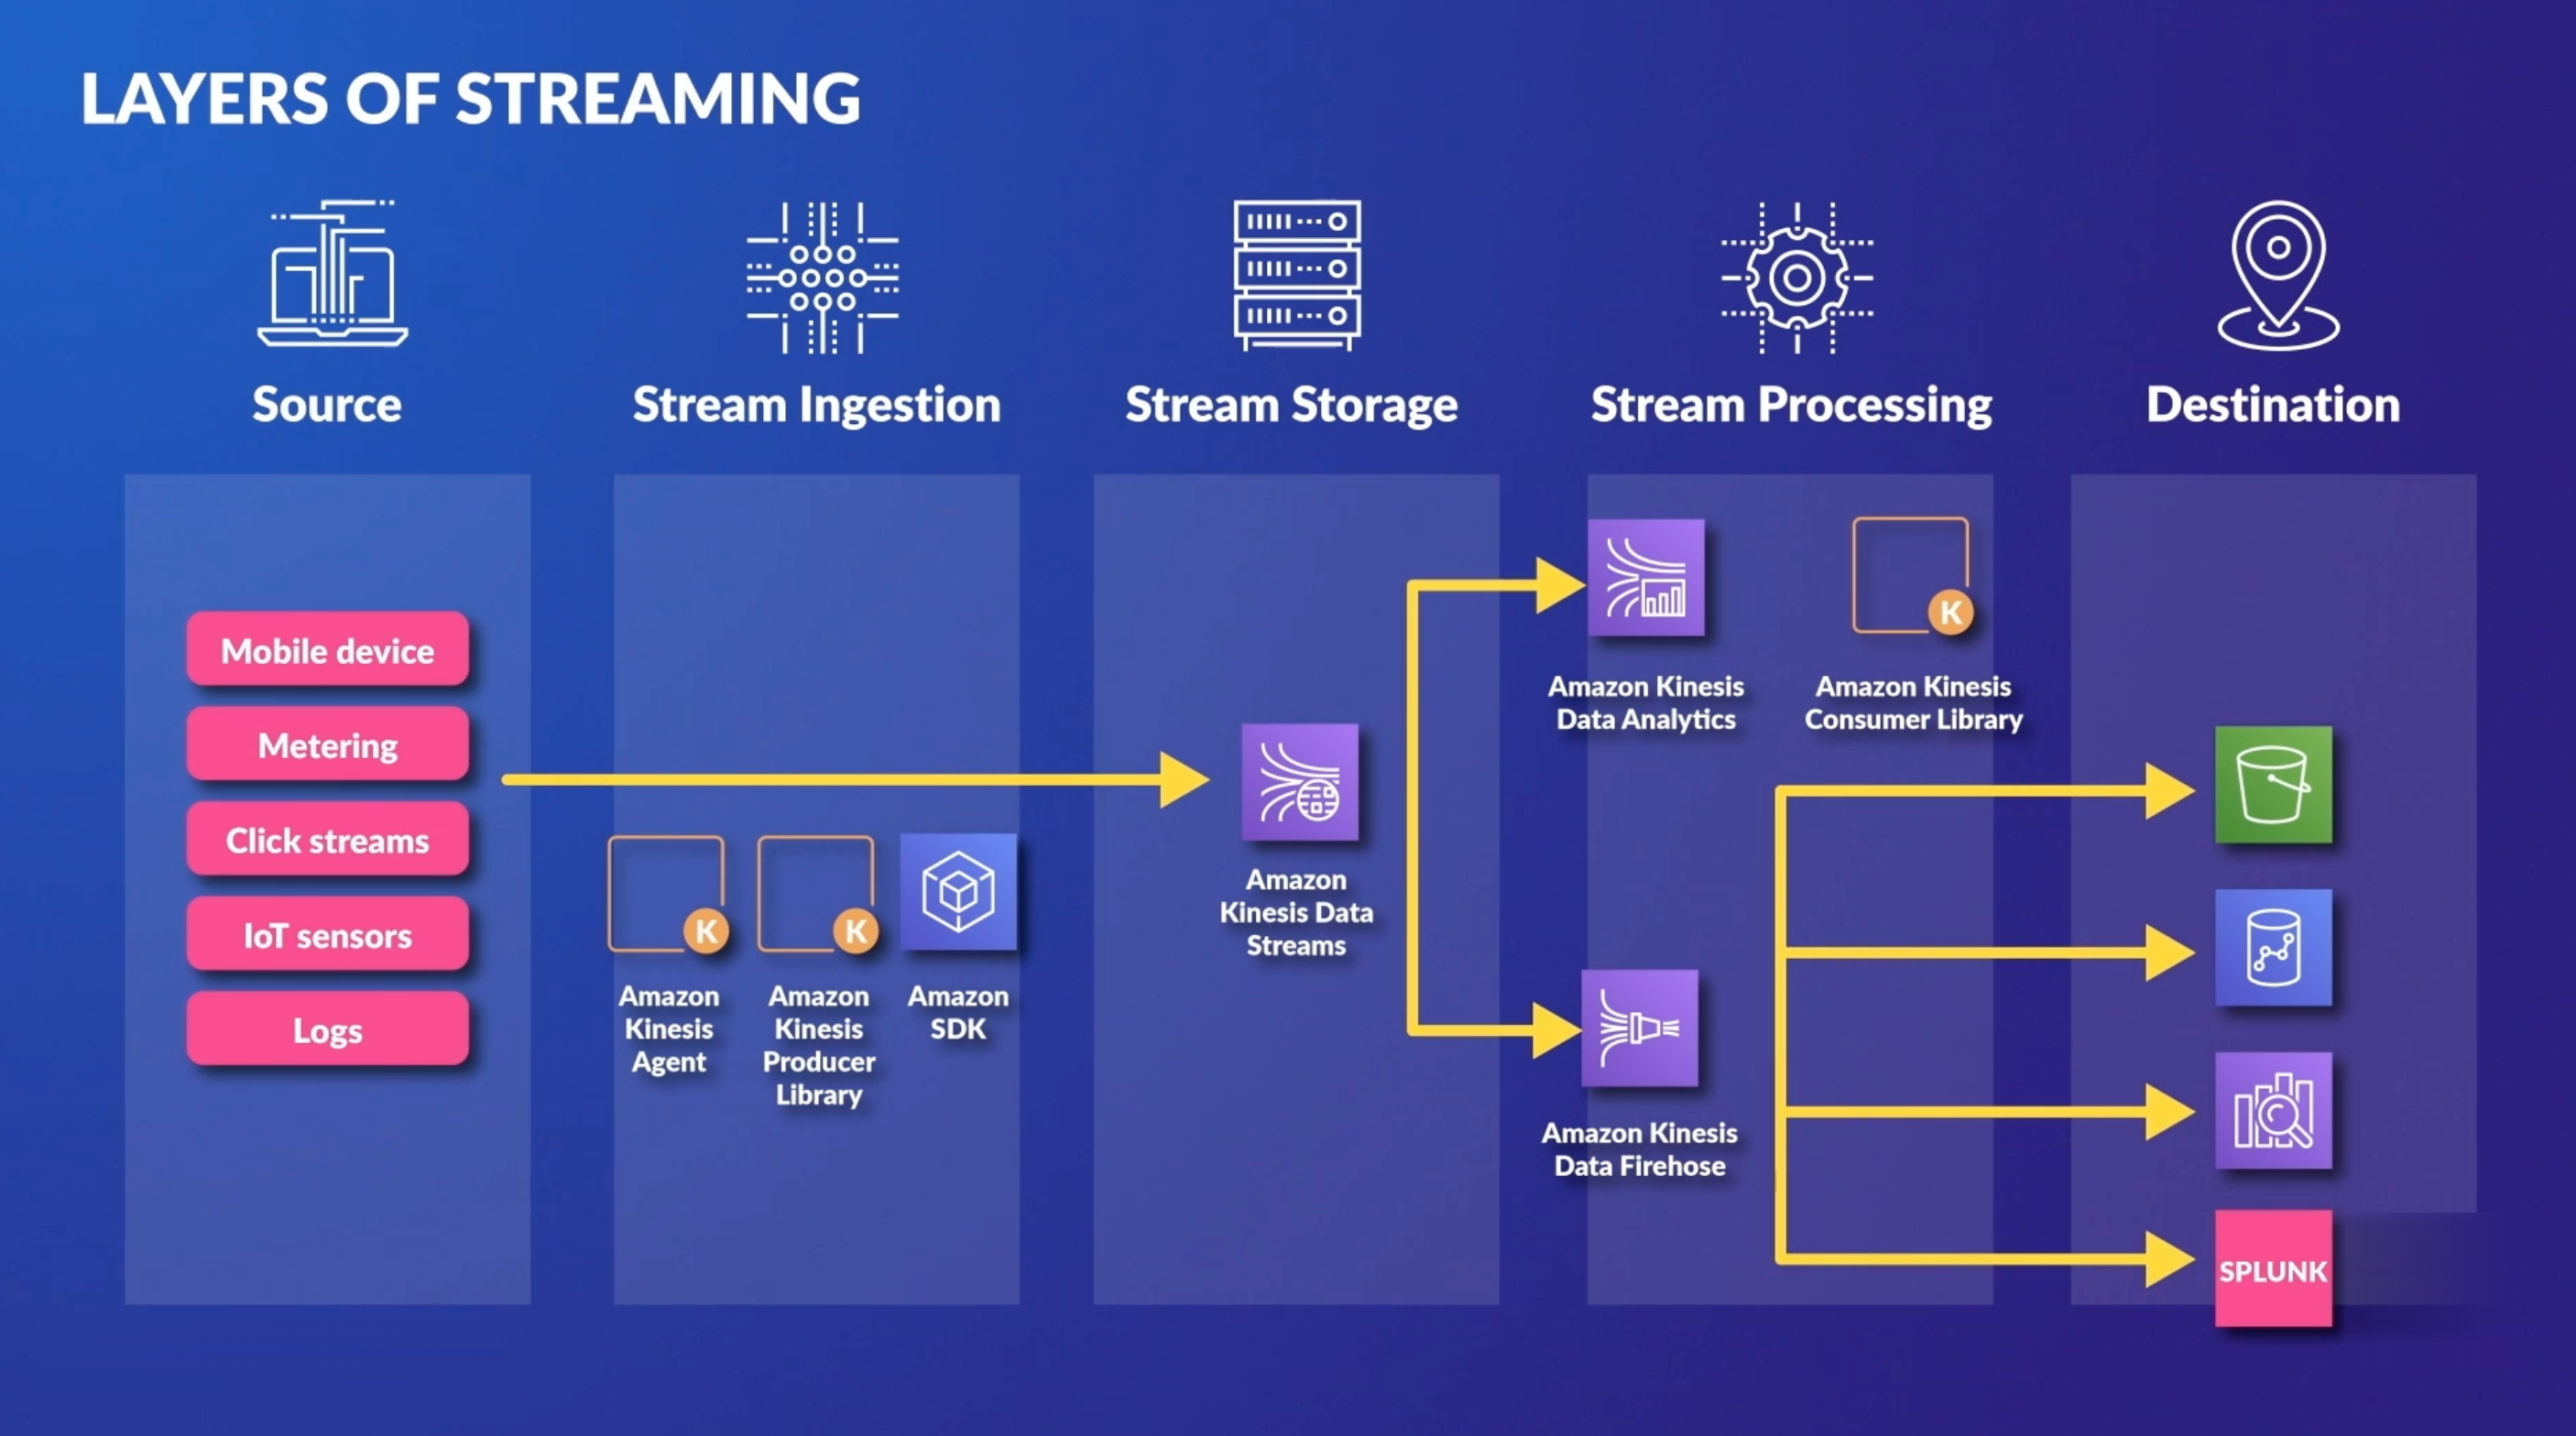 LAYERS OF STREAMING
Source
Stream Ingestion
Stream Storage
Stream Processing
Destination
Mobile device
Metering
Click streams
IoT sensors
Logs
K
Amazon
Kinesis
Agent
K
Amazon
Kinesis
Producer
Library
Amazon
SDK
Amazon
Kinesis Data
Streams
Amazon Kinesis
Data Analytics
K
Amazon Kinesis
Consumer Library
Amazon Kinesis
Data Firehose
SPLUNK